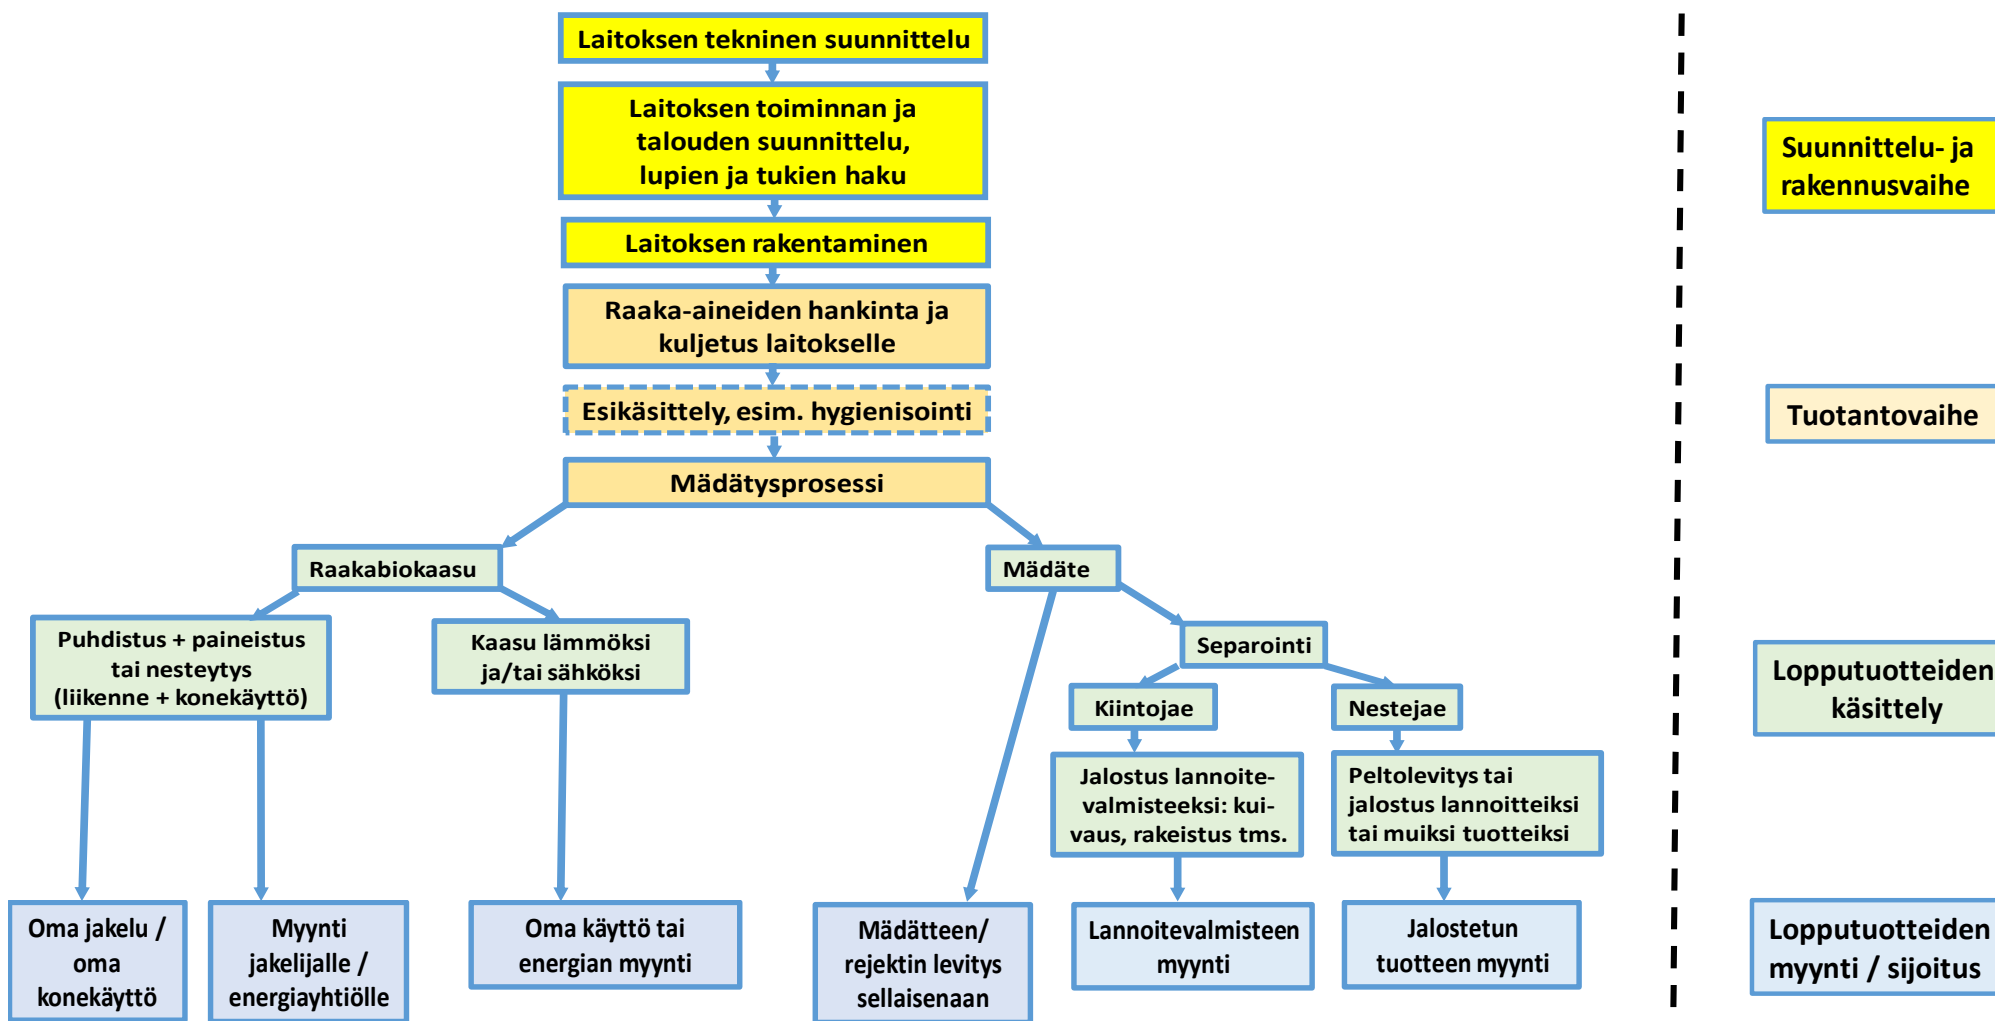 Laitoksen tekninen suunnittelu
Laitoksen toiminnan ja
talouden suunnittelu,
lupien ja tukien haku
Laitoksen rakentaminen
Raaka-aineiden hankinta ja
kuljetus laitokselle
Esikäsittely, esim. hygienisointi
Mädätysprosessi
Raakabiokaasu
Mädäte
Puhdistus + paineistus
tai nesteytys
(liikenne + konekäyttö)
Kaasu lämmöksi
ja/tai sähköksi
Separointi
Kiintojae
Nestejae
Jalostus lannoite-
valmisteeksi: kui-
vaus, rakeistus tms.
Peltolevitys tai
jalostus lannoitteiksi
tai muiksi tuotteiksi
Oma jakelu /
oma
konekäyttö
Myynti
jakelijalle /
energiayhtiölle
Oma käyttö tai
energian myynti
Mädätteen/
rejektin levitys
sellaisenaan
Lannoitevalmisteen
myynti
Jalostetun
tuotteen myynti
Suunnittelu- ja
rakennusvaihe
Tuotantovaihe
Lopputuotteiden
käsittely
Lopputuotteiden
myynti / sijoitus